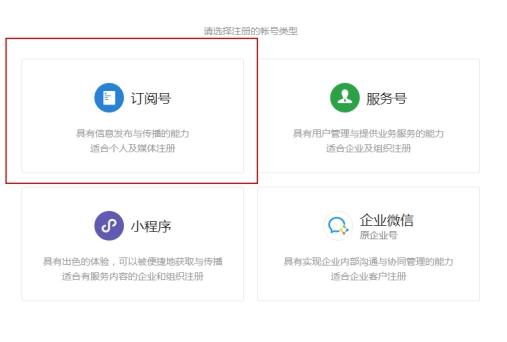 请选择注册的帐号类型
订阅号
具有信息发布与传播的能力
适合个人及媒体注册
服务号
具有用户管理与提供业务服务的能力
适合企业及组织注册
小程序
具有出色的体验，可以被便捷地获取与传播
适合有服务内容的企业和组织注册
企业微信
原企业号
具有实现企业内部沟通与协同管理的能力
适合企业客户注册